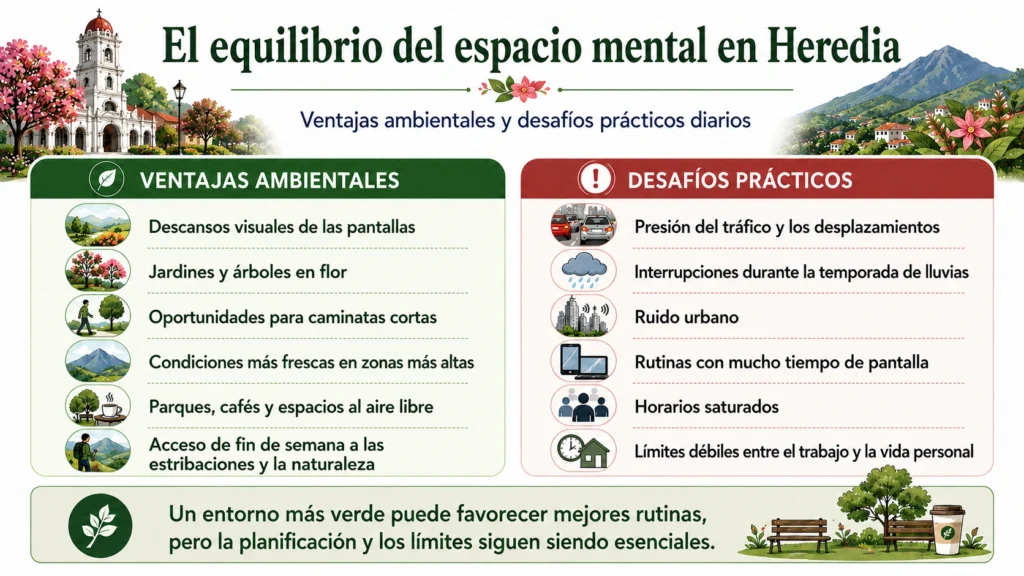 El equilibrio del espacio mental en Heredia
Ventajas ambientales y desafíos prácticos diarios
VENTAJAS AMBIENTALES
Descansos visuales de las pantallas
Jardines y árboles en flor
Oportunidades para caminatas cortas
Condiciones más frescas en zonas más altas
Parques, cafés y espacios al aire libre
Acceso de fin de semana a las
estribaciones y la naturaleza
DESAFÍOS PRÁCTICOS
Presión del tráfico y los desplazamientos
Interrupciones durante la temporada de lluvias
Ruido urbano
Rutinas con mucho tiempo de pantalla
Horarios saturados
Límites débiles entre el trabajo y la vida personal
Un entorno más verde puede favorecer mejores rutinas,
pero la planificación y los límites siguen siendo esenciales.